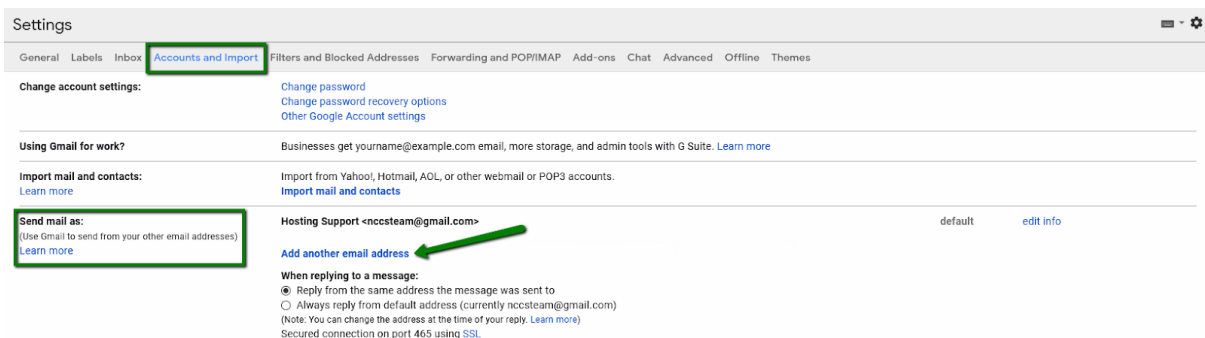 Settings
General Labels Inbox Accounts and Import Filters and Blocked Addresses Forwarding and POP/IMAP Add-ons Chat Advanced Offline Themes
Change account settings: Change password
Change password recovery options
Other Google Account settings
Using Gmail for work? Businesses get yourname@example.com email, more storage, and admin tools with G Suite. Learn more
Import mail and contacts: Import from Yahoo!, Hotmail, AOL, or other webmail or POP3 accounts.
Learn more Import mail and contacts
Send mail as: Hosting Support <nccsteam@gmail.com> default edit info
(Use Gmail to send from your other email addresses)
Learn more Add another email address
When replying to a message:
Reply from the same address the message was sent to
Always reply from default address (currently nccsteam@gmail.com)
(Note: You can change the address at the time of your reply. Learn more)
Secured connection on port 465 using SSL